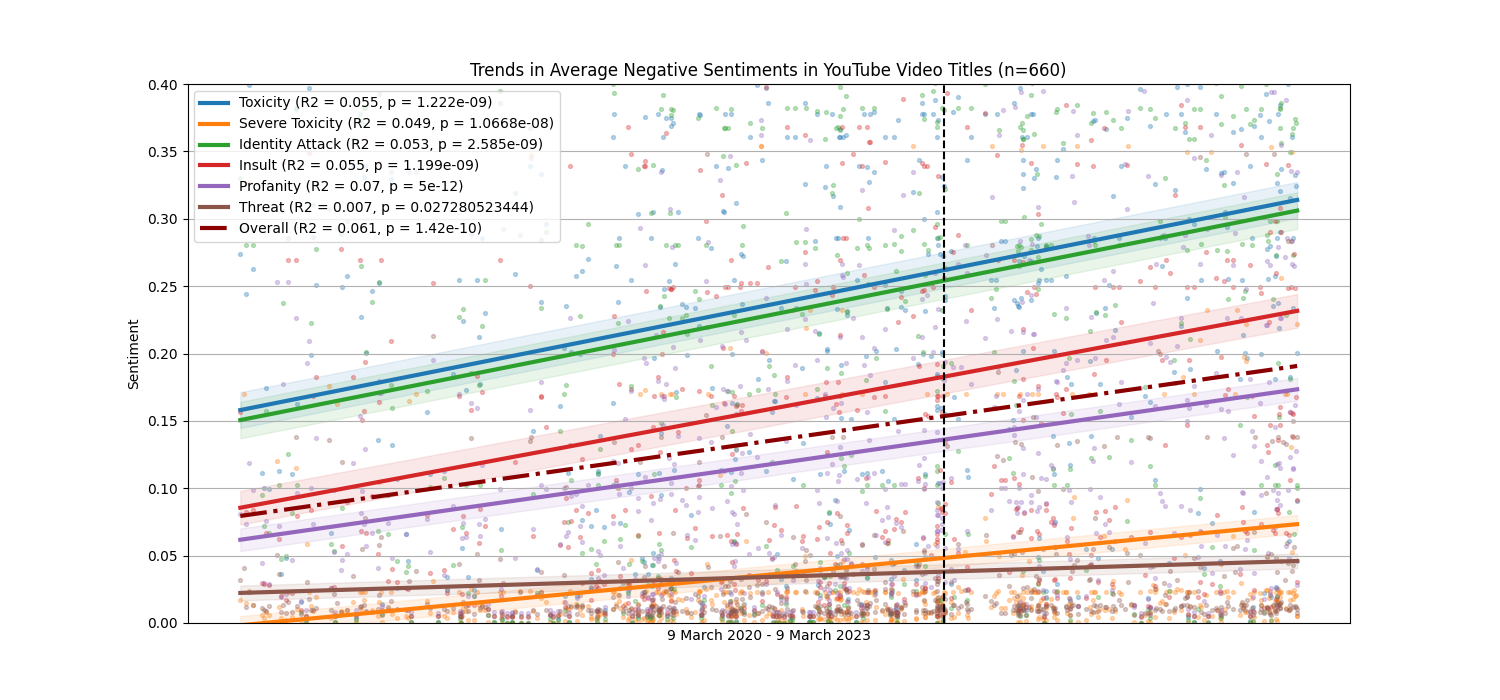 Trends in Average Negative Sentiments in YouTube Video Titles (n=660)
0.40
Toxicity (R2 = 0.055, p = 1.222e-09)
Severe Toxicity (R2 = 0.049, p = 1.0668e-08)
Identity Attack (R2 = 0.053, p = 2.585e-09)
0.35
Insult (R2 = 0.055, p = 1.199e-09)
Profanity (R2 = 0.07, p = 5e-12)
Threat (R2 = 0.007, p = 0.027280523444)
0.30
Overall (R2 = 0.061, p = 1.42e-10)
0.25
0.20
Sentiment
0.15
0.10
0.05
0.00
9 March 2020 - 9 March 2023